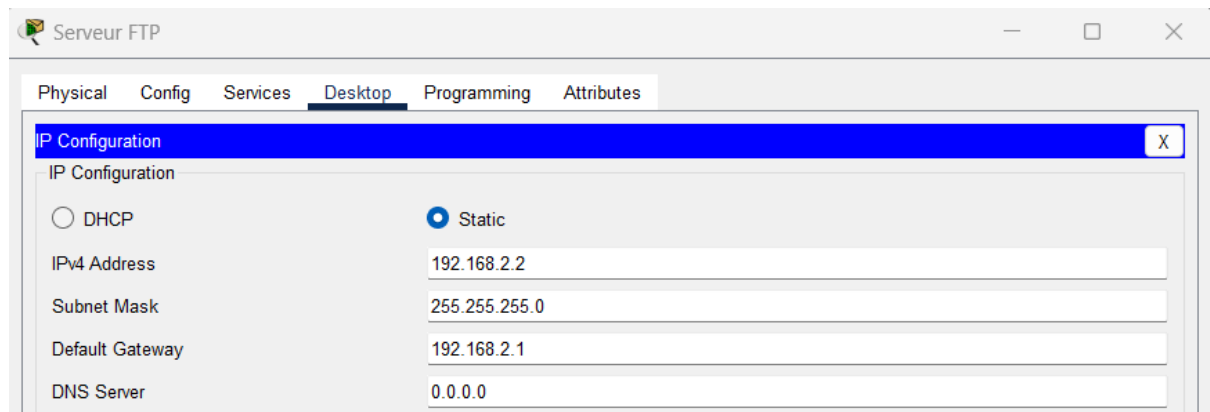 Serveur FTP
Physical Config Services Desktop Programming Attributes
IP Configuration X
IP Configuration
DHCP Static
IPv4 Address 192.168.2.2
Subnet Mask 255.255.255.0
Default Gateway 192.168.2.1
DNS Server 0.0.0.0